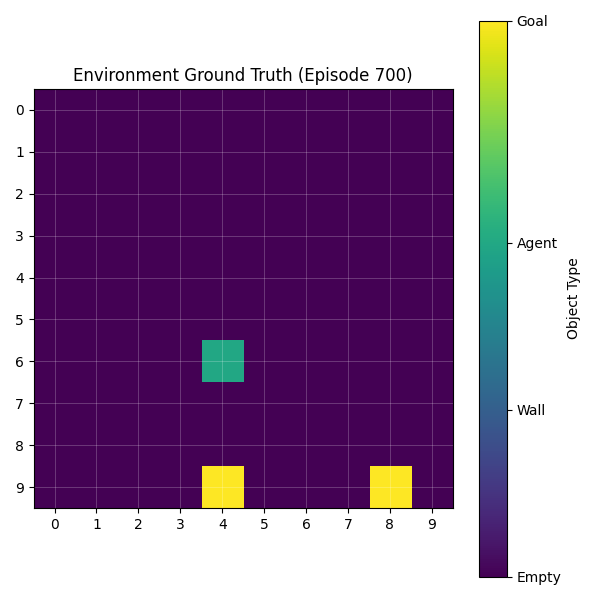 Environment Ground Truth (Episode 700)
Goal
Agent
Wall
Empty
Object Type
0
1
2
3
4
5
6
7
8
9
0 1 2 3 4 5 6 7 8 9